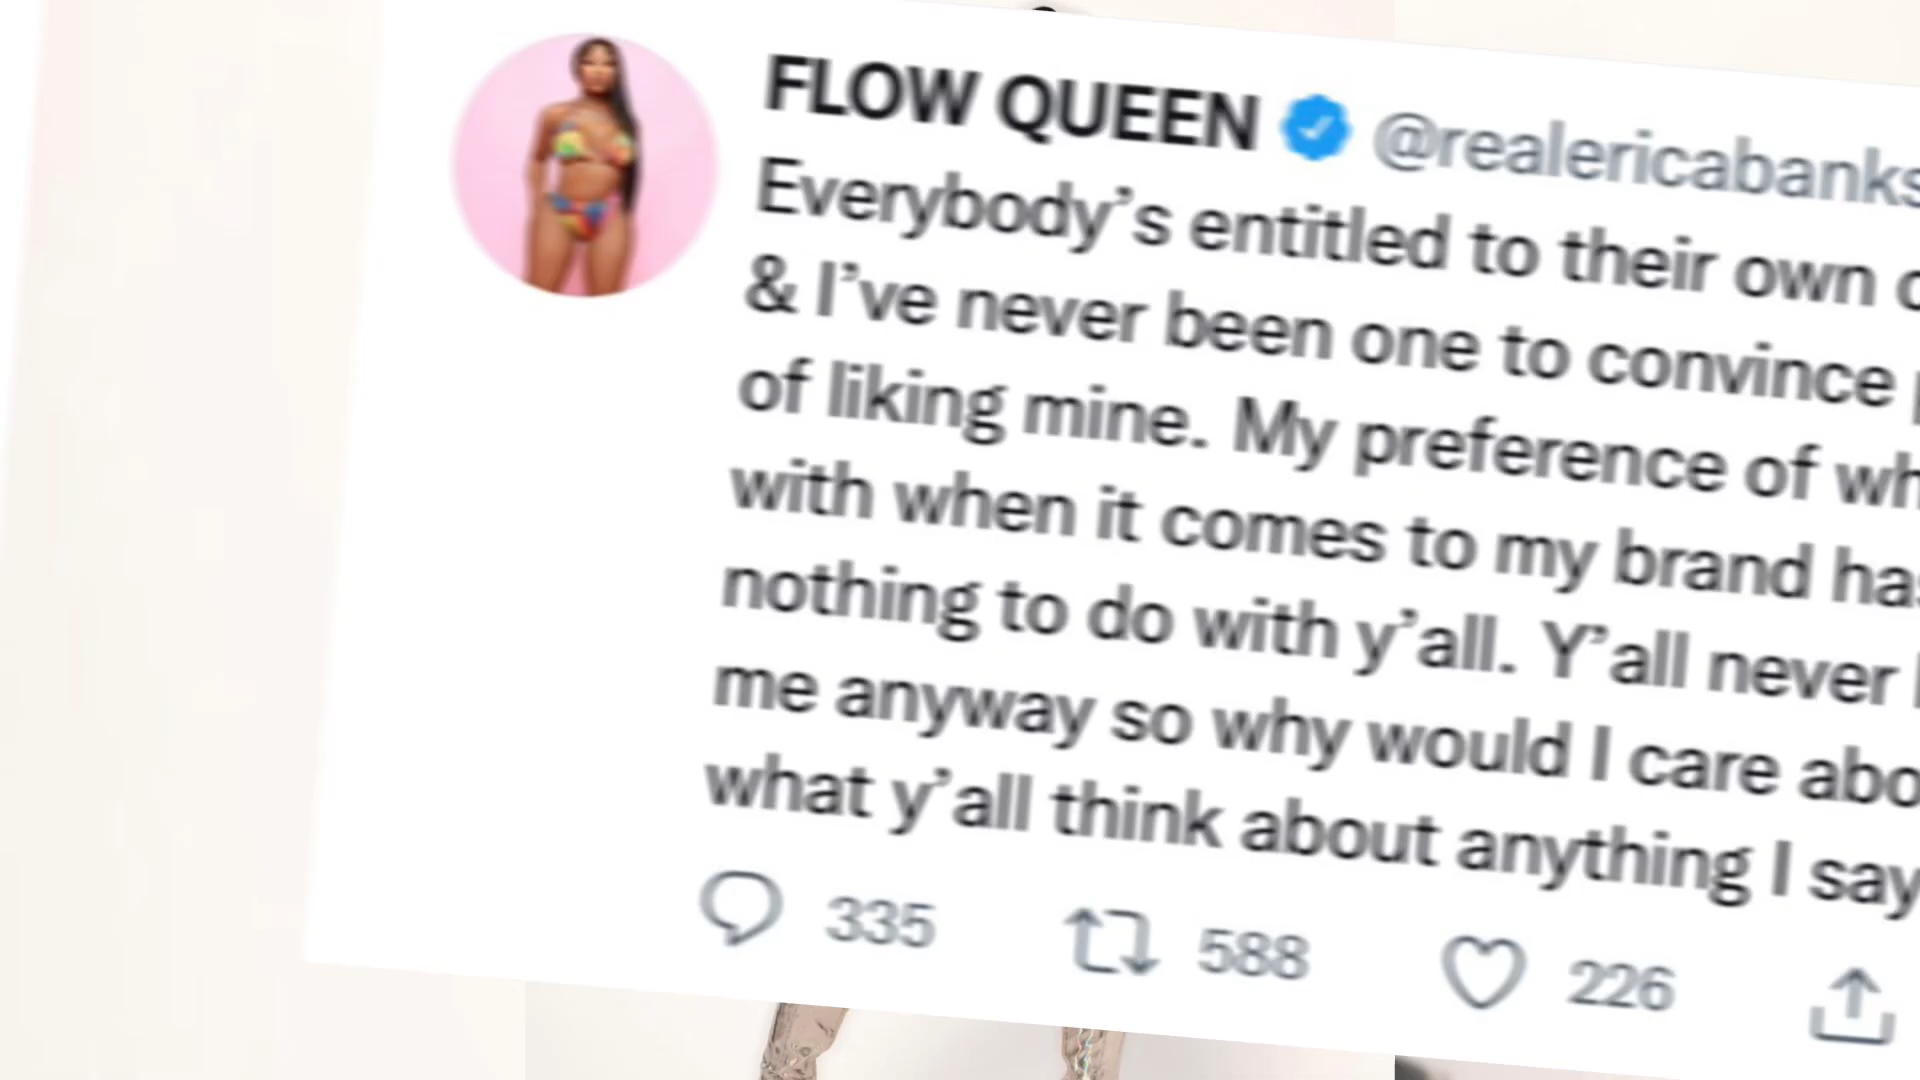 FLOW QUEEN @realericabanks
Everybody’s entitled to their own
& I’ve never been one to convince
of liking mine. My preference of
with when it comes to my brand has
nothing to do with y’all. Y’all never
me anyway so why would I care
what y’all think about anything I say
335 588 226